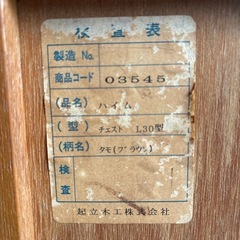 検査表
製造 No.
商品コード 03545
(品名) ハイム
(型) チェスト L30型
(柄名) タモ(ブラウン)
検査
起立木工株式会社